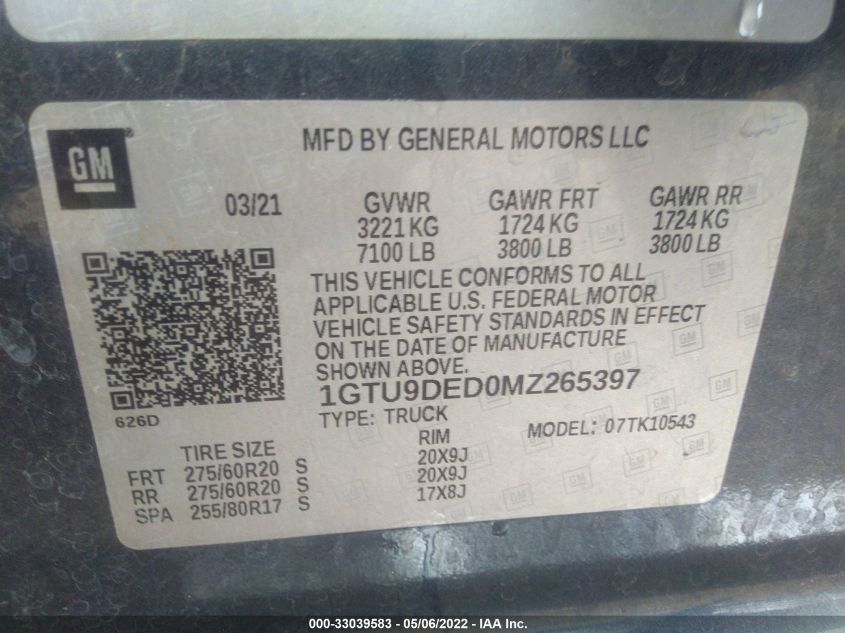 GM
®
MFD BY GENERAL MOTORS LLC
03/21 GVWR GAWR FRT GAWR RR
3221 KG 1724 KG 1724 KG
7100 LB 3800 LB 3800 LB
THIS VEHICLE CONFORMS TO ALL
APPLICABLE U.S. FEDERAL MOTOR
VEHICLE SAFETY STANDARDS IN EFFECT
ON THE DATE OF MANUFACTURE
SHOWN ABOVE.
1GTU9DED0MZ265397
TYPE: TRUCK MODEL: 07TK10543
626D
TIRE SIZE RIM
FRT 275/60R20 S 20X9J
RR 275/60R20 S 20X9J
SPA 255/80R17 S 17X8J
000-33039583 - 05/06/2022 - IAA Inc.